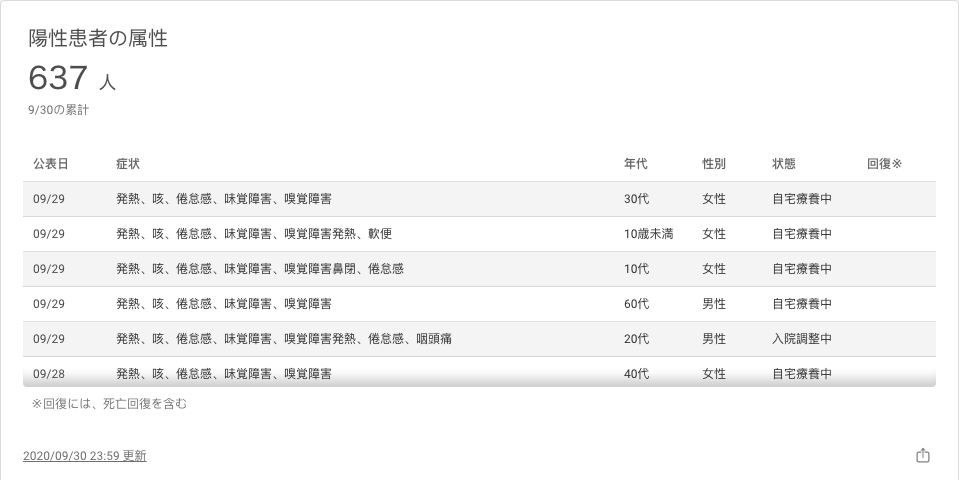 陽性患者の属性
637 人
9/30の累計
公表日 症状 年代 性別 状態 回復※
09/29 発熱、咳、倦怠感、味覚障害、嗅覚障害 30代 女性 自宅療養中
09/29 発熱、咳、倦怠感、味覚障害、嗅覚障害発熱、軟便 10歳未満 女性 自宅療養中
09/29 発熱、咳、倦怠感、味覚障害、嗅覚障害鼻閉、倦怠感 10代 女性 自宅療養中
09/29 発熱、咳、倦怠感、味覚障害、嗅覚障害 60代 男性 自宅療養中
09/29 発熱、咳、倦怠感、味覚障害、嗅覚障害発熱、倦怠感、咽頭痛 20代 男性 入院調整中
09/28 発熱、咳、倦怠感、味覚障害、嗅覚障害 40代 女性 自宅療養中
※回復には、死亡回復を含む
2020/09/30 23:59 更新